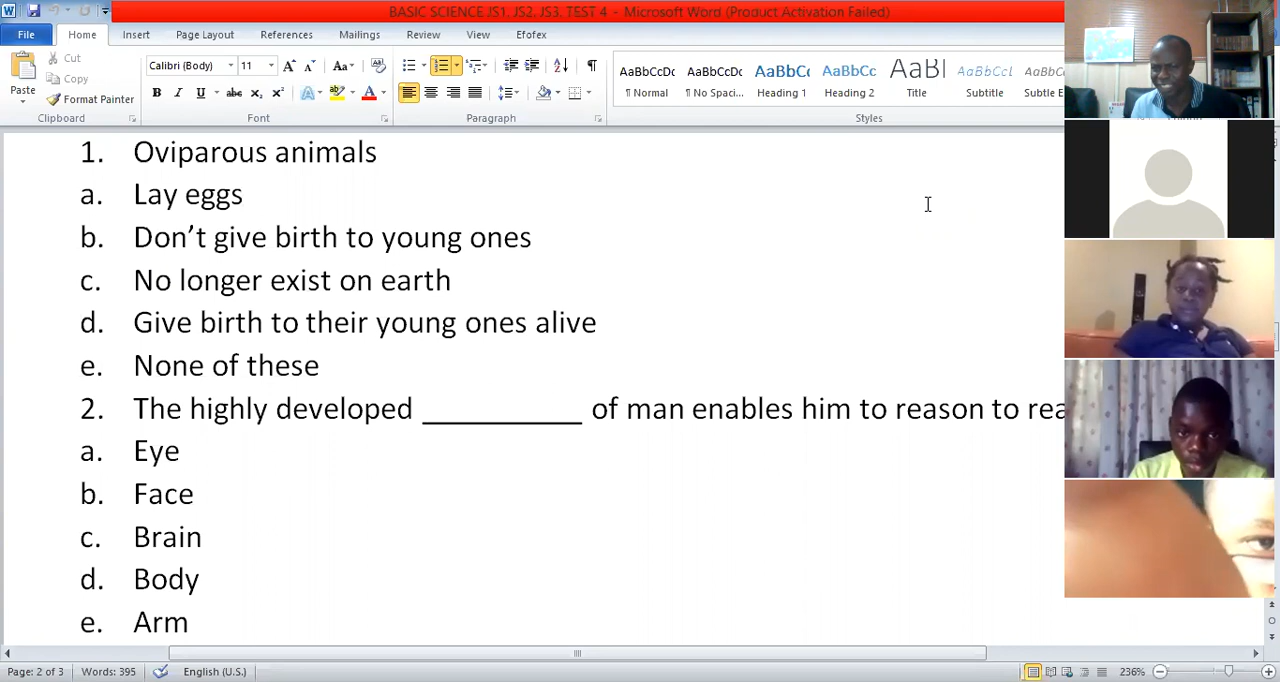 BASIC SCIENCE JS1, JS2, JS3, TEST 4 - Microsoft Word (Product Activation Failed)
File Home Insert Page Layout References Mailings Review View Efofex
Cut
Copy
Paste
Format Painter
Calibri (Body) 11
AaBbCcDc AaBbCcDc AaBbCc AaBbCc AaBl AaBbCcL AaBbCc
¶ Normal ¶ No Spaci... Heading 1 Heading 2 Title Subtitle Subtle E
Clipboard Font Paragraph Styles
1. Oviparous animals
a. Lay eggs
b. Don’t give birth to young ones
c. No longer exist on earth
d. Give birth to their young ones alive
e. None of these
2. The highly developed __________ of man enables him to reason to rea
a. Eye
b. Face
c. Brain
d. Body
e. Arm
Page: 2 of 3 Words: 395 English (U.S.) 236%